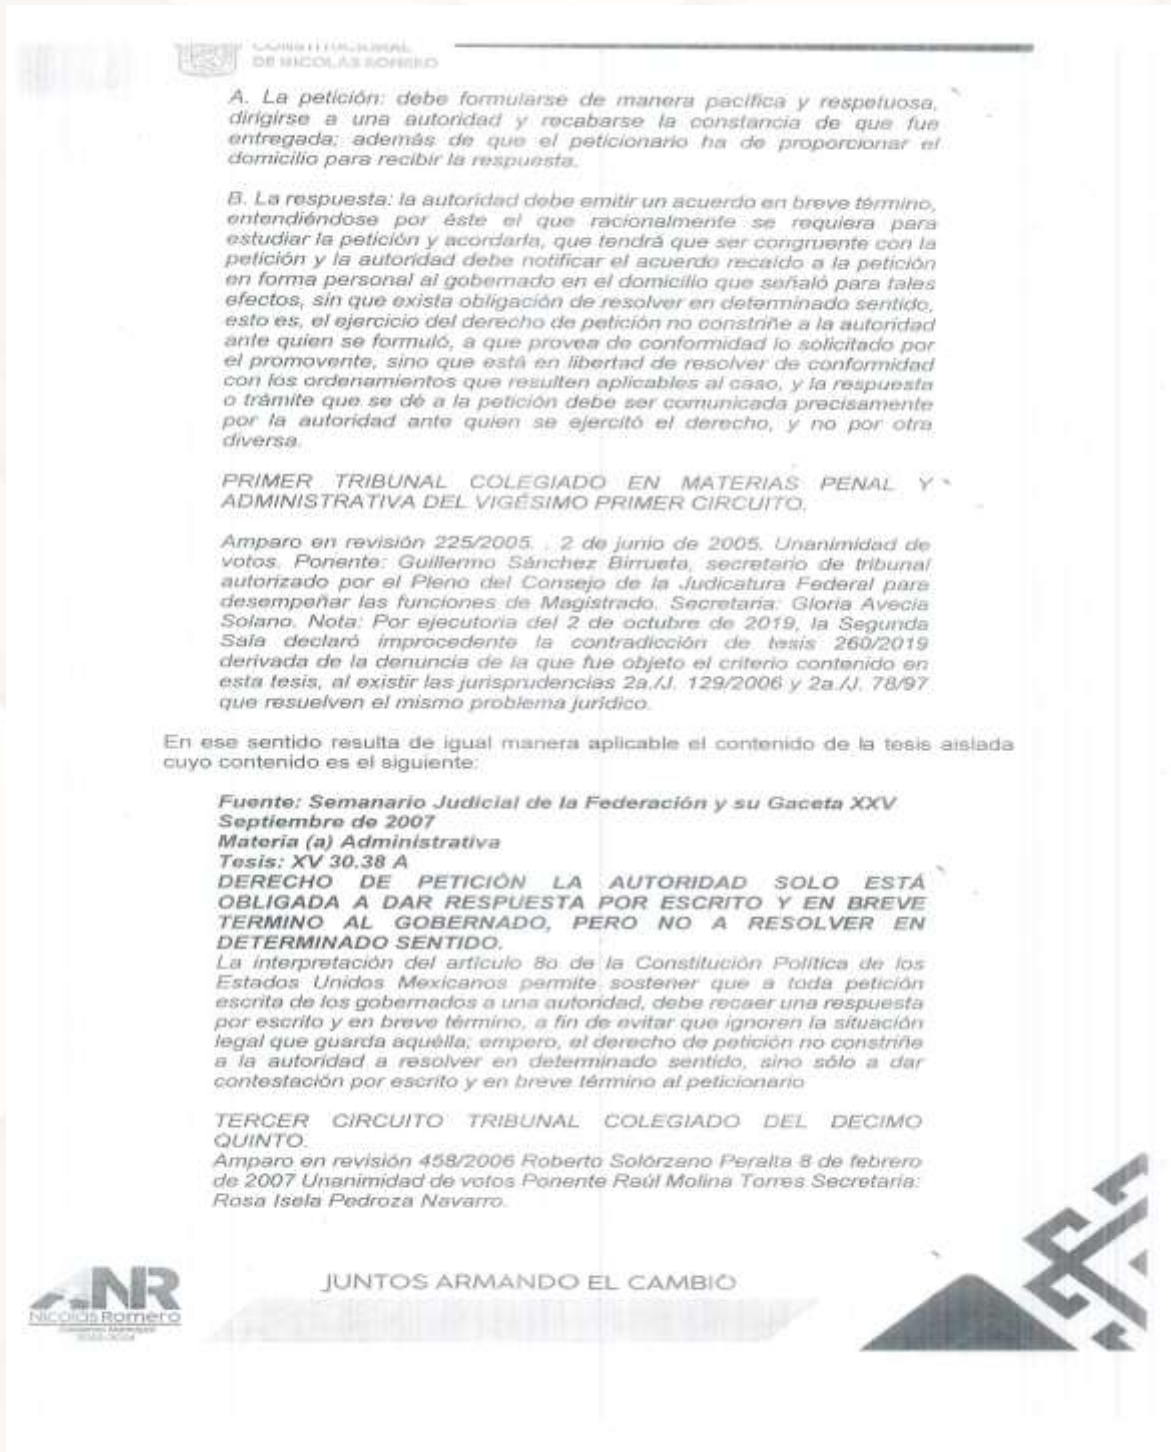 CONSTITUCIONAL
DE NICOLÁS ROMERO
A. La petición: debe formularse de manera pacífica y respetuosa,
dirigirse a una autoridad y recabarse la constancia de que fue
entregada; además de que el peticionario ha de proporcionar el
domicilio para recibir la respuesta.
B. La respuesta: la autoridad debe emitir un acuerdo en breve término,
entendiéndose por éste el que racionalmente se requiera para
estudiar la petición y acordarla, que tendrá que ser congruente con la
petición y la autoridad debe notificar el acuerdo recaído a la petición
en forma personal al gobernado en el domicilio que señaló para tales
efectos, sin que exista obligación de resolver en determinado sentido,
esto es, el ejercicio del derecho de petición no constriñe a la autoridad
ante quien se formuló, a que provea de conformidad lo solicitado por
el promovente, sino que está en libertad de resolver de conformidad
con los ordenamientos que resulten aplicables al caso, y la respuesta
o trámite que se dé a la petición debe ser comunicada precisamente
por la autoridad ante quien se ejercitó el derecho, y no por otra
diversa.
PRIMER TRIBUNAL COLEGIADO EN MATERIAS PENAL Y
ADMINISTRATIVA DEL VIGÉSIMO PRIMER CIRCUITO.
Amparo en revisión 225/2005. . 2 de junio de 2005. Unanimidad de
votos. Ponente: Guillermo Sánchez Birrueta, secretario de tribunal
autorizado por el Pleno del Consejo de la Judicatura Federal para
desempeñar las funciones de Magistrado. Secretaria: Gloria Avecia
Solano. Nota: Por ejecutoria del 2 de octubre de 2019, la Segunda
Sala declaró improcedente la contradicción de tesis 260/2019
derivada de la denuncia de la que fue objeto el criterio contenido en
esta tesis, al existir las jurisprudencias 2a./J. 129/2006 y 2a./J. 78/97
que resuelven el mismo problema jurídico.
En ese sentido resulta de igual manera aplicable el contenido de la tesis aislada
cuyo contenido es el siguiente:
Fuente: Semanario Judicial de la Federación y su Gaceta XXV
Septiembre de 2007
Materia (a) Administrativa
Tesis: XV 30.38 A
DERECHO DE PETICIÓN LA AUTORIDAD SOLO ESTÁ
OBLIGADA A DAR RESPUESTA POR ESCRITO Y EN BREVE
TERMINO AL GOBERNADO, PERO NO A RESOLVER EN
DETERMINADO SENTIDO.
La interpretación del artículo 8o de la Constitución Política de los
Estados Unidos Mexicanos permite sostener que a toda petición
escrita de los gobernados a una autoridad, debe recaer una respuesta
por escrito y en breve término, a fin de evitar que ignoren la situación
legal que guarda aquélla; empero, el derecho de petición no constriñe
a la autoridad a resolver en determinado sentido, sino sólo a dar
contestación por escrito y en breve término al peticionario
TERCER CIRCUITO TRIBUNAL COLEGIADO DEL DECIMO
QUINTO.
Amparo en revisión 458/2006 Roberto Solórzano Peralta 8 de febrero
de 2007 Unanimidad de votos Ponente Raúl Molina Torres Secretaria:
Rosa Isela Pedroza Navarro.
JUNTOS ARMANDO EL CAMBIO
NR
Nicolás Romero